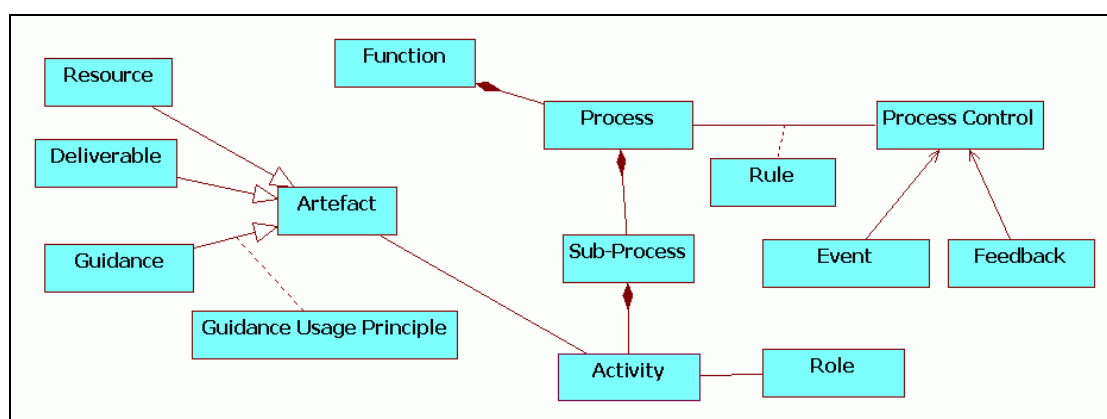 Function
Resource
Process
Process Control
Deliverable
Rule
Artefact
Sub-Process
Event
Feedback
Guidance
Guidance Usage Principle
Activity
Role